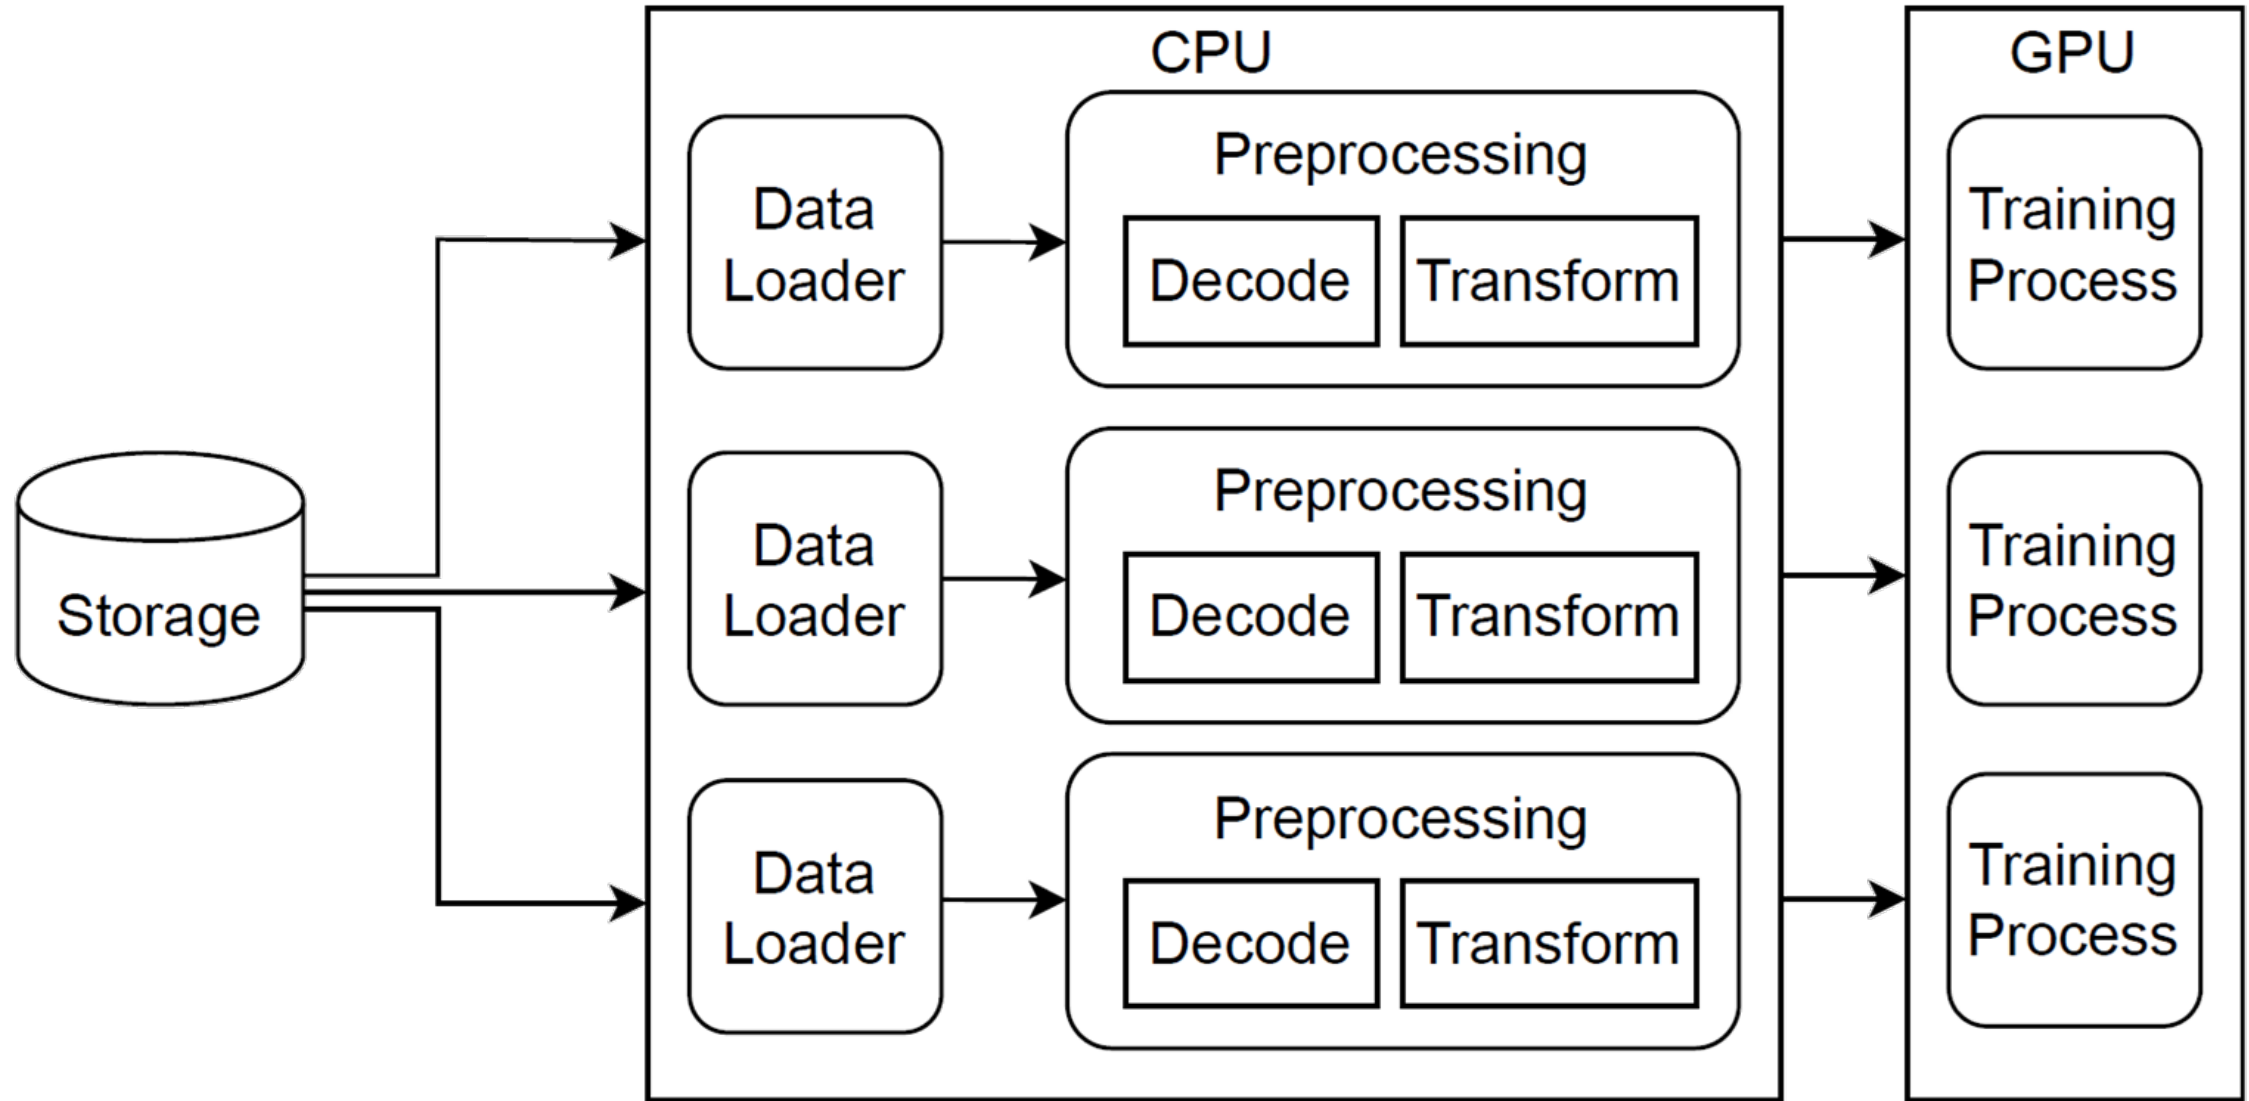 CPU
GPU
Preprocessing
Data
Loader
Decode
Transform
Training
Process
Storage
Preprocessing
Data
Loader
Decode
Transform
Training
Process
Preprocessing
Data
Loader
Decode
Transform
Training
Process